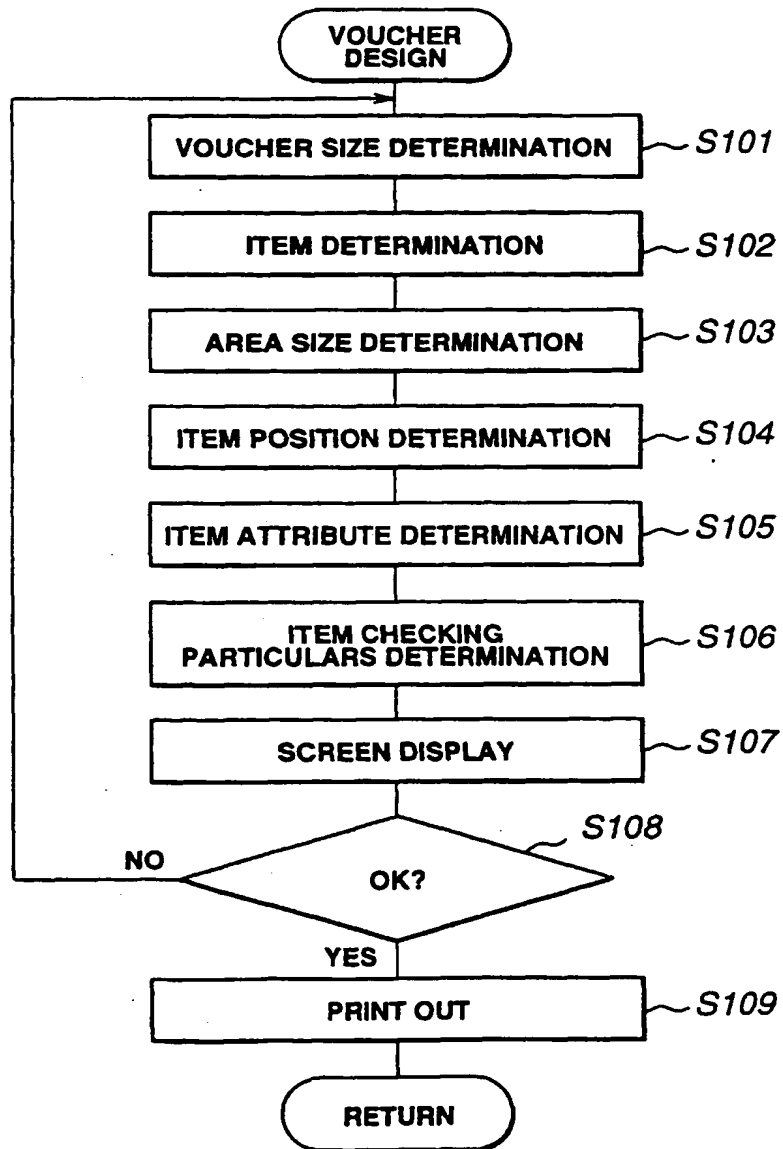 VOUCHER
DESIGN
VOUCHER SIZE DETERMINATION S101
ITEM DETERMINATION S102
AREA SIZE DETERMINATION S103
ITEM POSITION DETERMINATION S104
ITEM ATTRIBUTE DETERMINATION S105
ITEM CHECKING
PARTICULARS DETERMINATION S106
SCREEN DISPLAY S107
S108
NO
OK?
YES
PRINT OUT S109
RETURN